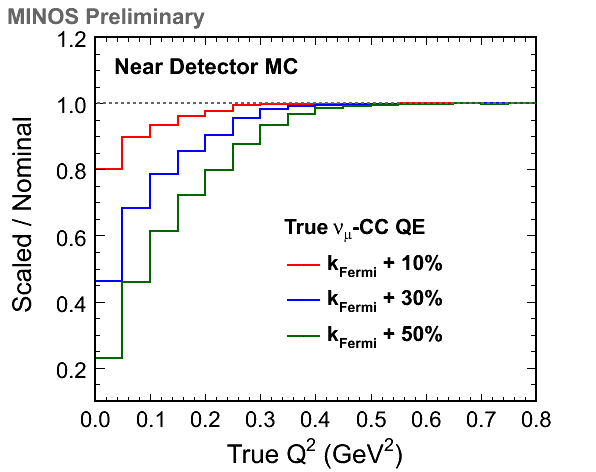 MINOS Preliminary
1.2
Near Detector MC
1.0
0.8
0.6
0.4
0.2
Scaled / Nominal
True νμ-CC QE
kFermi + 10%
kFermi + 30%
kFermi + 50%
0.0 0.1 0.2 0.3 0.4 0.5 0.6 0.7 0.8
True Q² (GeV²)